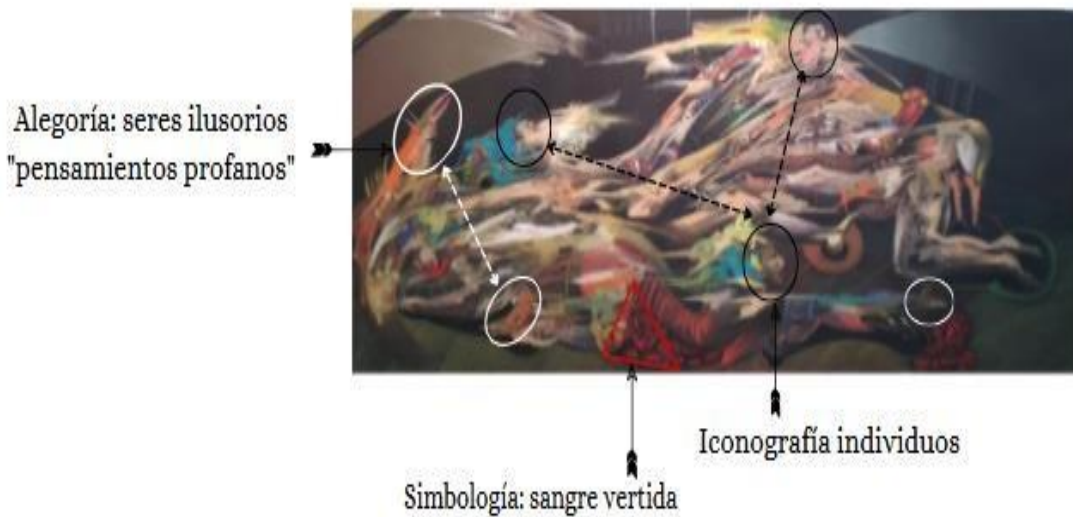 Alegoría: seres ilusorios
"pensamientos profanos"
Iconografía individuos
Simbología: sangre vertida